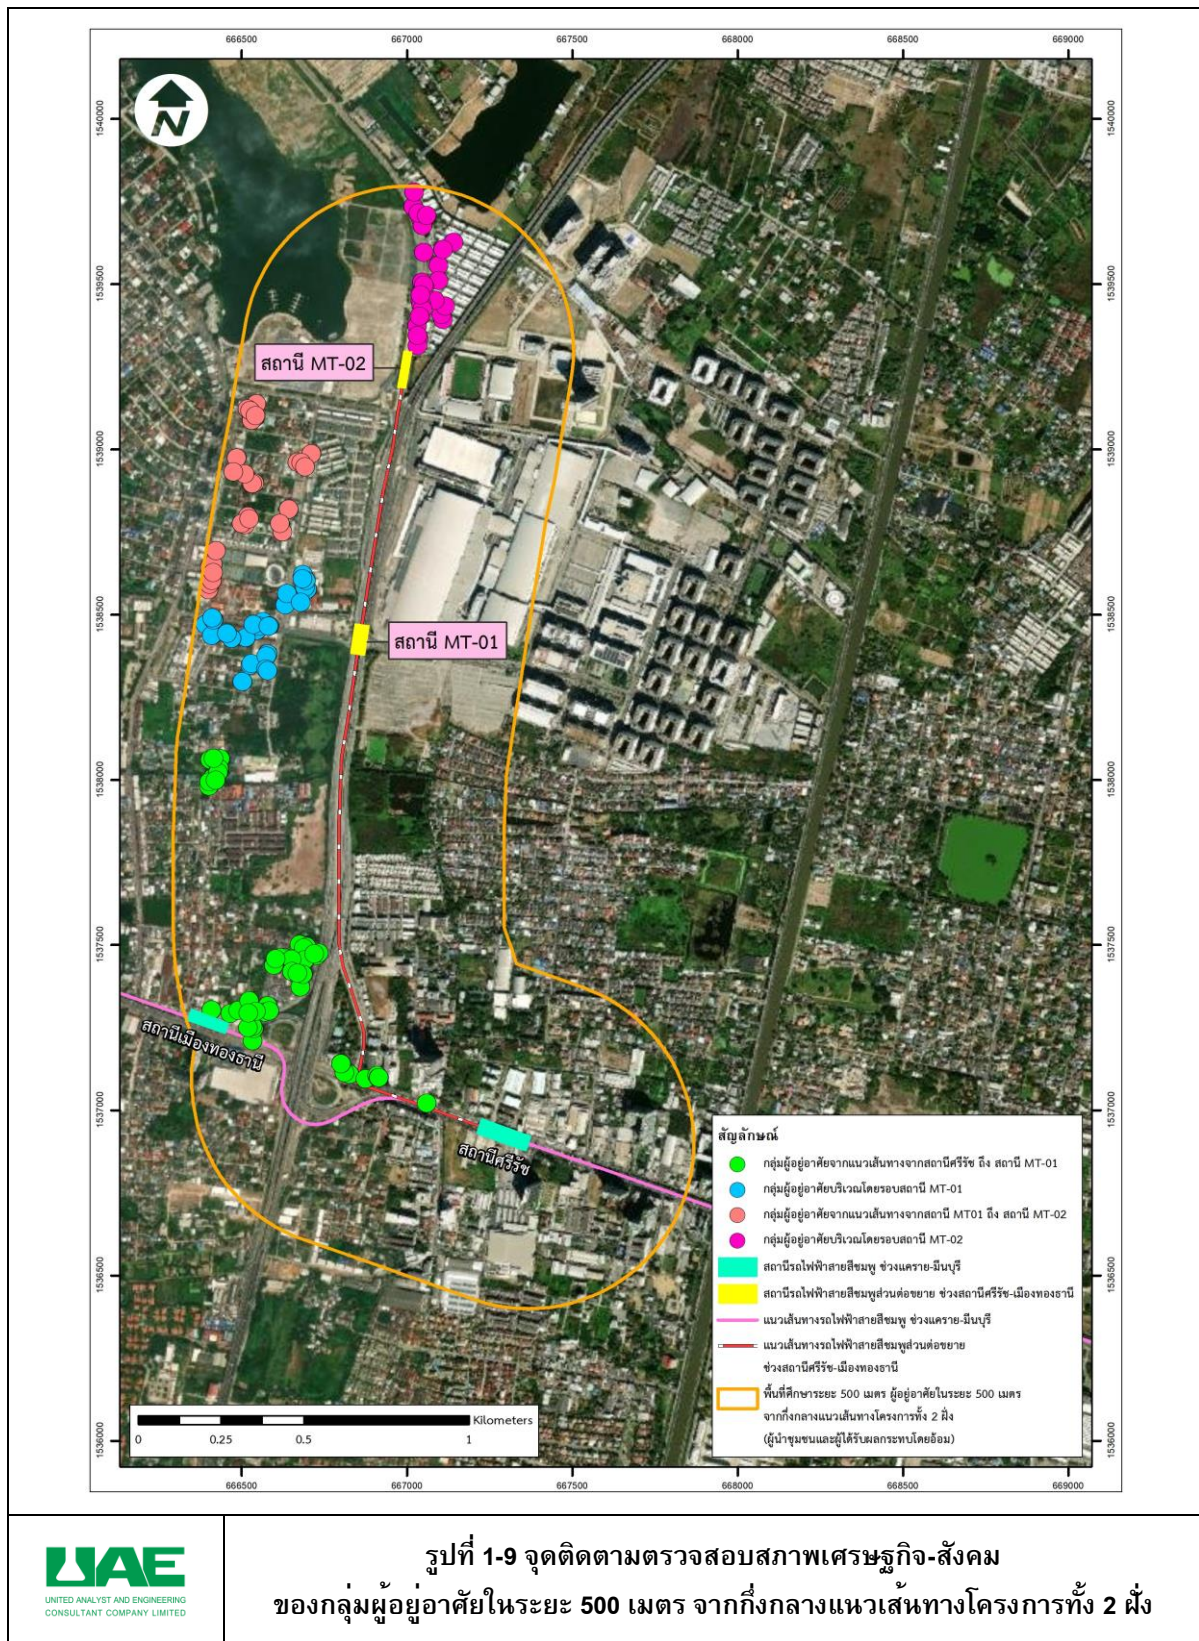 666500 667000 667500 668000 668500 669000
1540000 1540000
1539500 1539500
1539000 1539000
1538500 1538500
1538000 1538000
1537500 1537500
1537000 1537000
1536500 1536500
1536000 1536000
N
สถานี MT-02
สถานี MT-01
สถานีเมืองทองธานี
สถานีศรีรัช
สัญลักษณ์
กลุ่มผู้อยู่อาศัยจากแนวเส้นทางจากสถานีศรีรัช ถึง สถานี MT-01
กลุ่มผู้อยู่อาศัยบริเวณโดยรอบสถานี MT-01
กลุ่มผู้อยู่อาศัยจากแนวเส้นทางจากสถานี MT01 ถึง สถานี MT-02
กลุ่มผู้อยู่อาศัยบริเวณโดยรอบสถานี MT-02
สถานีรถไฟฟ้าสายสีชมพู ช่วงแคราย-มีนบุรี
สถานีรถไฟฟ้าสายสีชมพูส่วนต่อขยาย ช่วงสถานีศรีรัช-เมืองทองธานี
แนวเส้นทางรถไฟฟ้าสายสีชมพู ช่วงแคราย-มีนบุรี
แนวเส้นทางรถไฟฟ้าสายสีชมพูส่วนต่อขยาย
ช่วงสถานีศรีรัช-เมืองทองธานี
พื้นที่ศึกษาระยะ 500 เมตร ผู้อยู่อาศัยในระยะ 500 เมตร
จากกึ่งกลางแนวเส้นทางโครงการทั้ง 2 ฝั่ง
(ผู้นำชุมชนและผู้ได้รับผลกระทบโดยอ้อม)
Kilometers
0 0.25 0.5 1
666500 667000 667500 668000 668500 669000
UAE
UNITED ANALYST AND ENGINEERING
CONSULTANT COMPANY LIMITED
รูปที่ 1-9 จุดติดตามตรวจสอบสภาพเศรษฐกิจ-สังคม
ของกลุ่มผู้อยู่อาศัยในระยะ 500 เมตร จากกึ่งกลางแนวเส้นทางโครงการทั้ง 2 ฝั่ง